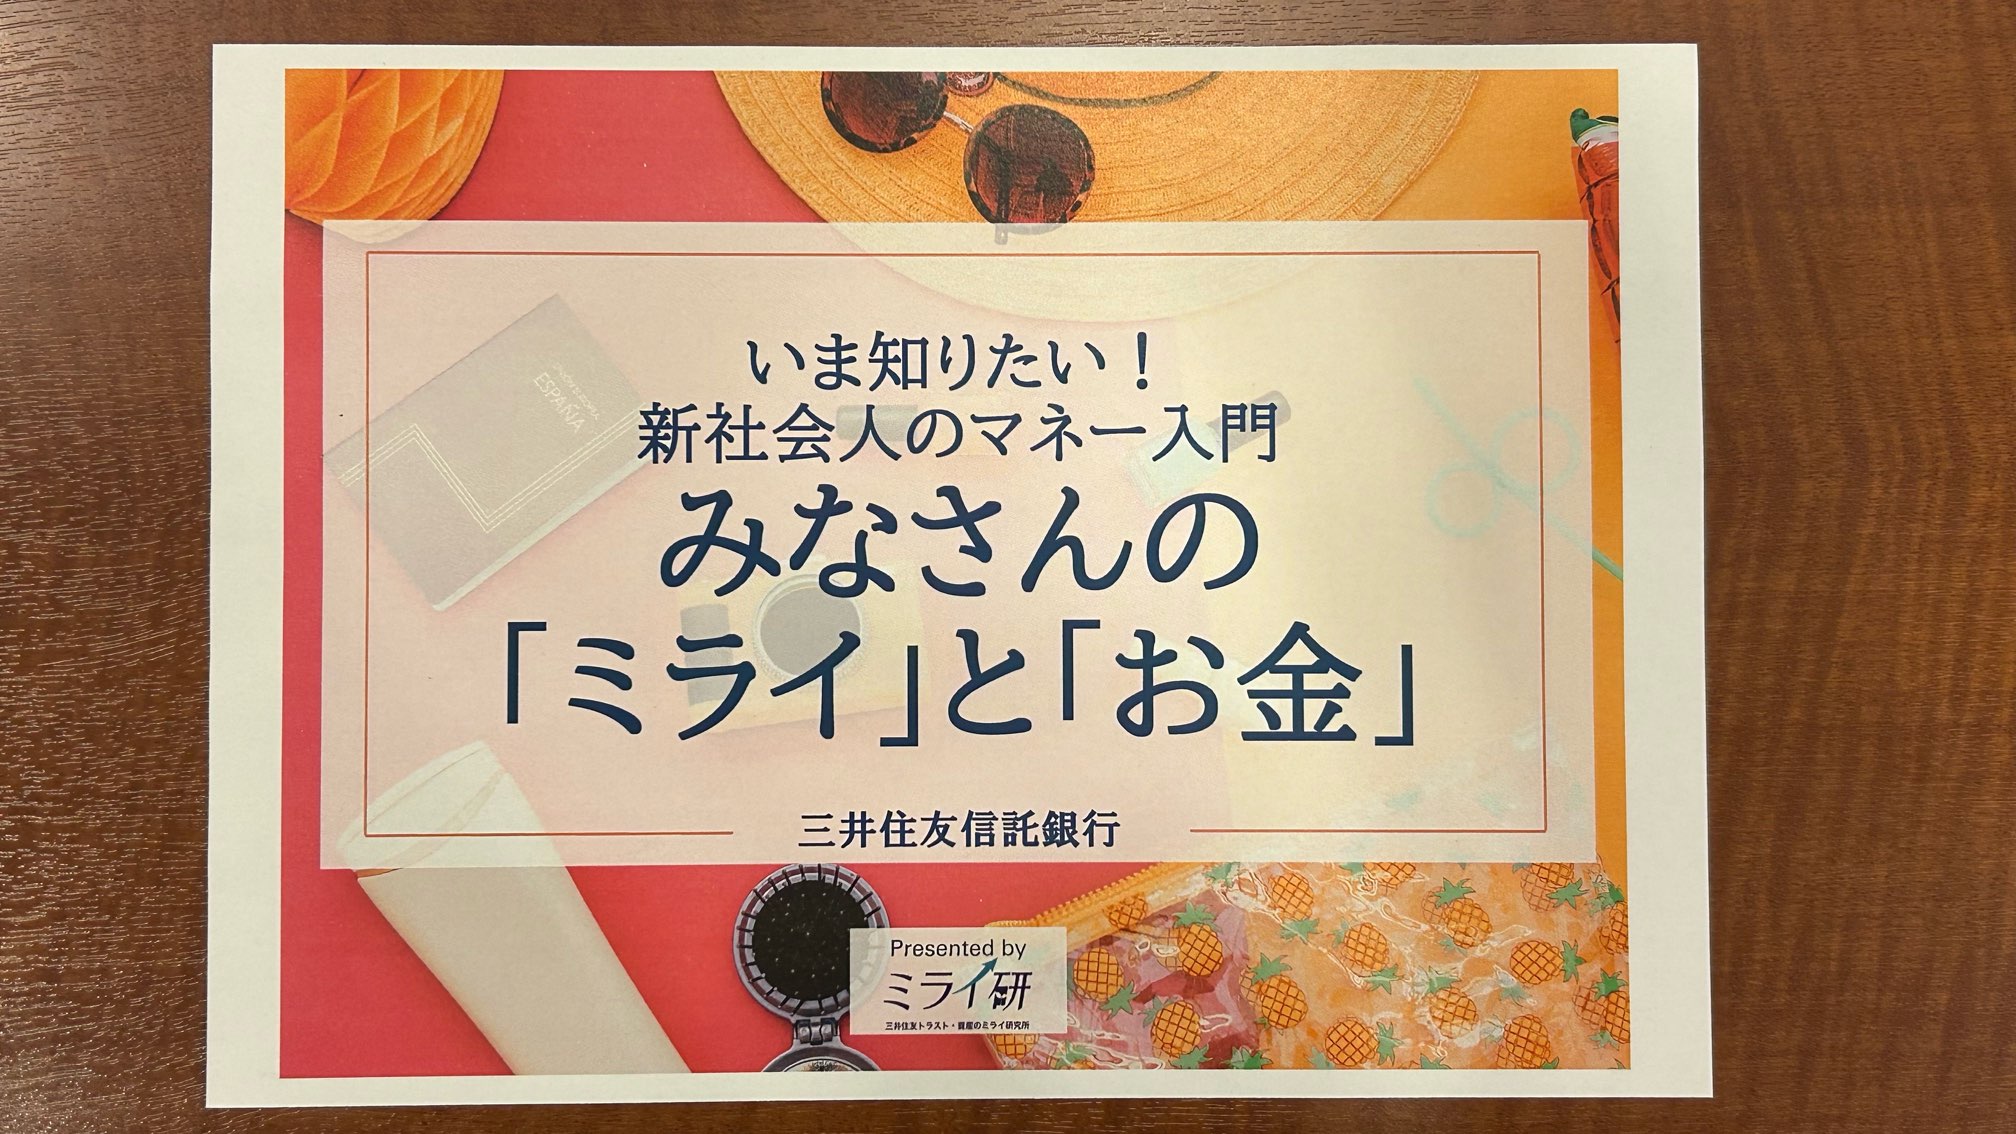 いま知りたい！
新社会人のマネー入門
みなさんの
「ミライ」と「お金」
三井住友信託銀行
ESPAÑA
Presented by
ミライ研
三井住友トラスト・資産のミライ研究所